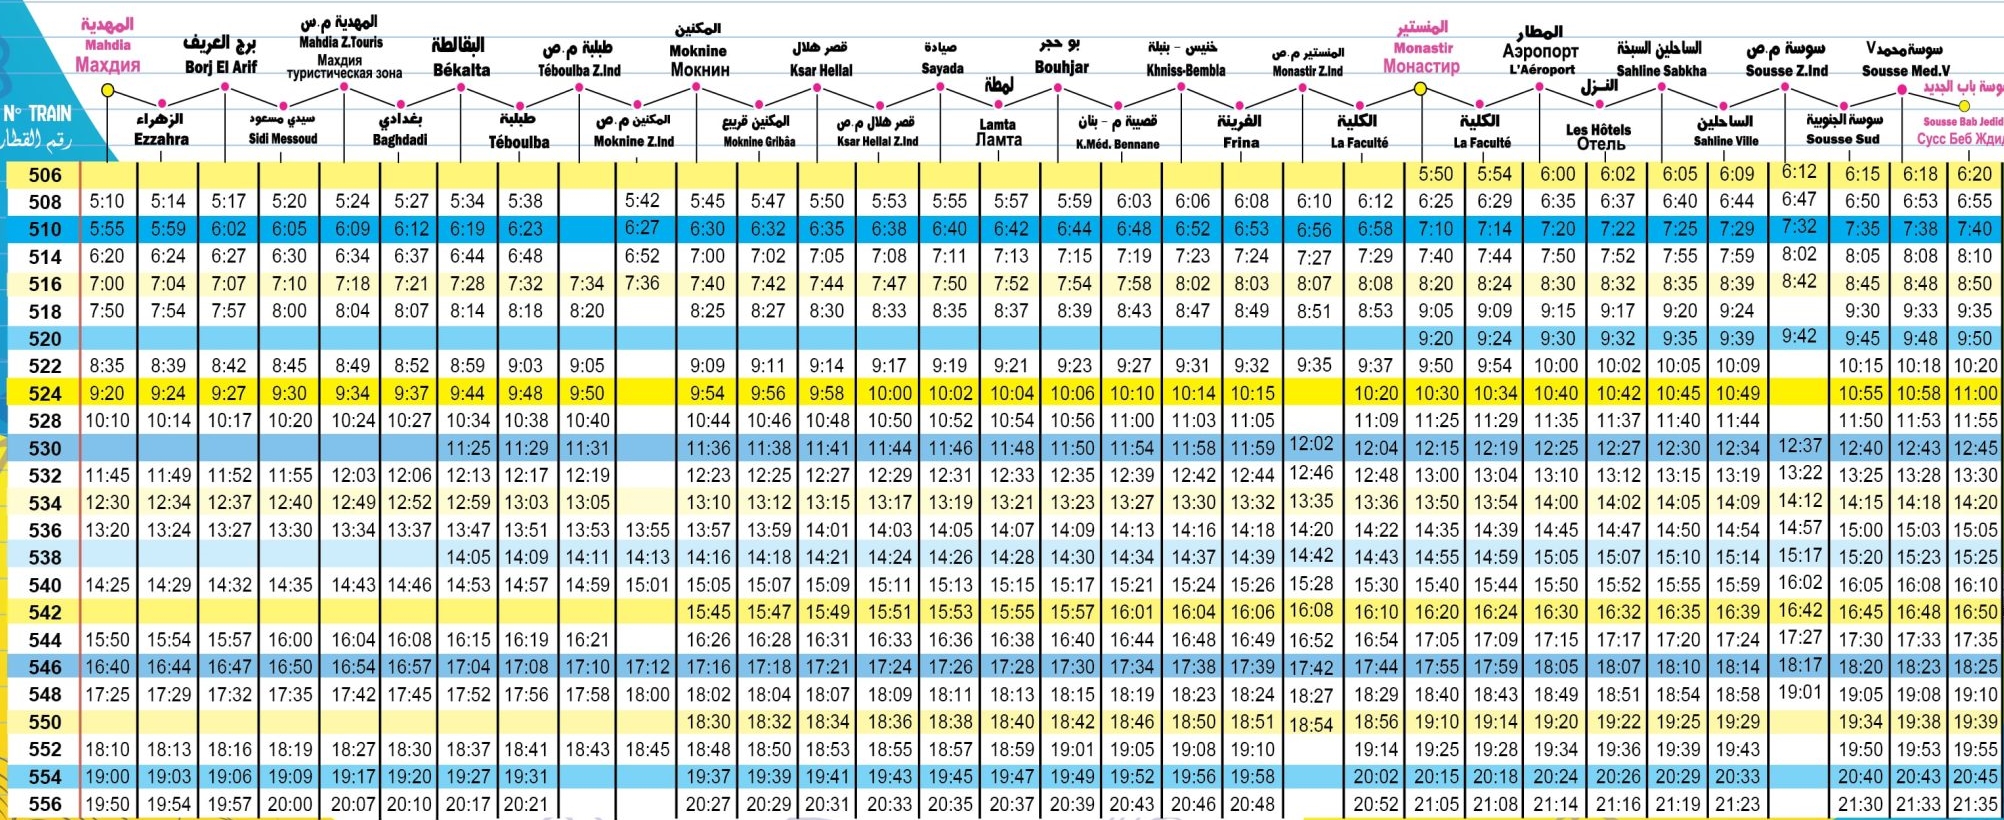 المهدية
Mahdia
Махдия
برج العريف
Borj El Arif
المهدية م.س
Mahdia Z.Touris
Махдия
туристическая зона
البقالطة
Békalta
طبلبة م.ص
Téboulba Z.Ind
المكنين
Moknine
Мокнин
قصر هلال
Ksar Hellal
صيادة
Sayada
لمطة
بو حجر
Bouhjar
خنيس - بنبلة
Khniss-Bembla
المنستير م.ص
Monastir Z.Ind
المنستير
Monastir
Монастир
المطار
Аэропорт
L'Aéroport
النزل
الساحلين السبخة
Sahline Sabkha
سوسة م.ص
Sousse Z.Ind
سوسة محمد V
Sousse Med.V
سوسة باب الجديد
N° TRAIN
رقم القطار
الزهراء
Ezzahra
سيدي مسعود
Sidi Messoud
بغدادي
Baghdadi
طبلبة
Téboulba
المكنين م.ص
Moknine Z.Ind
المكنين قريبع
Moknine Gribâa
قصر هلال م.ص
Ksar Hellal Z.Ind
Lamta
Ламта
قصيبة م - بنان
K.Méd. Bennane
الفرينة
Frina
الكلية
La Faculté
الكلية
La Faculté
Les Hôtels
Отель
الساحلين
Sahline Ville
سوسة الجنوبية
Sousse Sud
Sousse Bab Jedid
Сусс Беб Жди
506 5:50 5:54 6:00 6:02 6:05 6:09 6:12 6:15 6:18 6:20
508 5:10 5:14 5:17 5:20 5:24 5:27 5:34 5:38 5:42 5:45 5:47 5:50 5:53 5:55 5:57 5:59 6:03 6:06 6:08 6:10 6:12 6:25 6:29 6:35 6:37 6:40 6:44 6:47 6:50 6:53 6:55
510 5:55 5:59 6:02 6:05 6:09 6:12 6:19 6:23 6:27 6:30 6:32 6:35 6:38 6:40 6:42 6:44 6:48 6:52 6:53 6:56 6:58 7:10 7:14 7:20 7:22 7:25 7:29 7:32 7:35 7:38 7:40
514 6:20 6:24 6:27 6:30 6:34 6:37 6:44 6:48 6:52 7:00 7:02 7:05 7:08 7:11 7:13 7:15 7:19 7:23 7:24 7:27 7:29 7:40 7:44 7:50 7:52 7:55 7:59 8:02 8:05 8:08 8:10
516 7:00 7:04 7:07 7:10 7:18 7:21 7:28 7:32 7:34 7:36 7:40 7:42 7:44 7:47 7:50 7:52 7:54 7:58 8:02 8:03 8:07 8:08 8:20 8:24 8:30 8:32 8:35 8:39 8:42 8:45 8:48 8:50
518 7:50 7:54 7:57 8:00 8:04 8:07 8:14 8:18 8:20 8:25 8:27 8:30 8:33 8:35 8:37 8:39 8:43 8:47 8:49 8:51 8:53 9:05 9:09 9:15 9:17 9:20 9:24 9:30 9:33 9:35
520 9:20 9:24 9:30 9:32 9:35 9:39 9:42 9:45 9:48 9:50
522 8:35 8:39 8:42 8:45 8:49 8:52 8:59 9:03 9:05 9:09 9:11 9:14 9:17 9:19 9:21 9:23 9:27 9:31 9:32 9:35 9:37 9:50 9:54 10:00 10:02 10:05 10:09 10:15 10:18 10:20
524 9:20 9:24 9:27 9:30 9:34 9:37 9:44 9:48 9:50 9:54 9:56 9:58 10:00 10:02 10:04 10:06 10:10 10:14 10:15 10:20 10:30 10:34 10:40 10:42 10:45 10:49 10:55 10:58 11:00
528 10:10 10:14 10:17 10:20 10:24 10:27 10:34 10:38 10:40 10:44 10:46 10:48 10:50 10:52 10:54 10:56 11:00 11:03 11:05 11:09 11:25 11:29 11:35 11:37 11:40 11:44 11:50 11:53 11:55
530 11:25 11:29 11:31 11:36 11:38 11:41 11:44 11:46 11:48 11:50 11:54 11:58 11:59 12:02 12:04 12:15 12:19 12:25 12:27 12:30 12:34 12:37 12:40 12:43 12:45
532 11:45 11:49 11:52 11:55 12:03 12:06 12:13 12:17 12:19 12:23 12:25 12:27 12:29 12:31 12:33 12:35 12:39 12:42 12:44 12:46 12:48 13:00 13:04 13:10 13:12 13:15 13:19 13:22 13:25 13:28 13:30
534 12:30 12:34 12:37 12:40 12:49 12:52 12:59 13:03 13:05 13:10 13:12 13:15 13:17 13:19 13:21 13:23 13:27 13:30 13:32 13:35 13:36 13:50 13:54 14:00 14:02 14:05 14:09 14:12 14:15 14:18 14:20
536 13:20 13:24 13:27 13:30 13:34 13:37 13:47 13:51 13:53 13:55 13:57 13:59 14:01 14:03 14:05 14:07 14:09 14:13 14:16 14:18 14:20 14:22 14:35 14:39 14:45 14:47 14:50 14:54 14:57 15:00 15:03 15:05
538 14:05 14:09 14:11 14:13 14:16 14:18 14:21 14:24 14:26 14:28 14:30 14:34 14:37 14:39 14:42 14:43 14:55 14:59 15:05 15:07 15:10 15:14 15:17 15:20 15:23 15:25
540 14:25 14:29 14:32 14:35 14:43 14:46 14:53 14:57 14:59 15:01 15:05 15:07 15:09 15:11 15:13 15:15 15:17 15:21 15:24 15:26 15:28 15:30 15:40 15:44 15:50 15:52 15:55 15:59 16:02 16:05 16:08 16:10
542 15:45 15:47 15:49 15:51 15:53 15:55 15:57 16:01 16:04 16:06 16:08 16:10 16:20 16:24 16:30 16:32 16:35 16:39 16:42 16:45 16:48 16:50
544 15:50 15:54 15:57 16:00 16:04 16:08 16:15 16:19 16:21 16:26 16:28 16:31 16:33 16:36 16:38 16:40 16:44 16:48 16:49 16:52 16:54 17:05 17:09 17:15 17:17 17:20 17:24 17:27 17:30 17:33 17:35
546 16:40 16:44 16:47 16:50 16:54 16:57 17:04 17:08 17:10 17:12 17:16 17:18 17:21 17:24 17:26 17:28 17:30 17:34 17:38 17:39 17:42 17:44 17:55 17:59 18:05 18:07 18:10 18:14 18:17 18:20 18:23 18:25
548 17:25 17:29 17:32 17:35 17:42 17:45 17:52 17:56 17:58 18:00 18:02 18:04 18:07 18:09 18:11 18:13 18:15 18:19 18:23 18:24 18:27 18:29 18:40 18:43 18:49 18:51 18:54 18:58 19:01 19:05 19:08 19:10
550 18:30 18:32 18:34 18:36 18:38 18:40 18:42 18:46 18:50 18:51 18:54 18:56 19:10 19:14 19:20 19:22 19:25 19:29 19:34 19:38 19:39
552 18:10 18:13 18:16 18:19 18:27 18:30 18:37 18:41 18:43 18:45 18:48 18:50 18:53 18:55 18:57 18:59 19:01 19:05 19:08 19:10 19:14 19:25 19:28 19:34 19:36 19:39 19:43 19:50 19:53 19:55
554 19:00 19:03 19:06 19:09 19:17 19:20 19:27 19:31 19:37 19:39 19:41 19:43 19:45 19:47 19:49 19:52 19:56 19:58 20:02 20:15 20:18 20:24 20:26 20:29 20:33 20:40 20:43 20:45
556 19:50 19:54 19:57 20:00 20:07 20:10 20:17 20:21 20:27 20:29 20:31 20:33 20:35 20:37 20:39 20:43 20:46 20:48 20:52 21:05 21:08 21:14 21:16 21:19 21:23 21:30 21:33 21:35